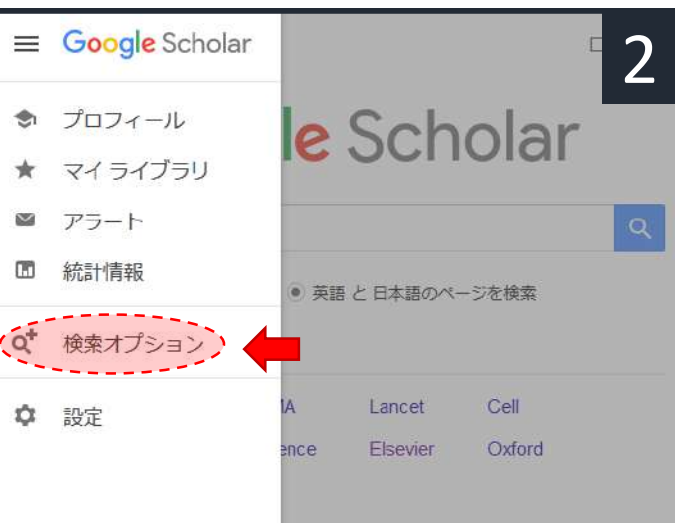 Google Scholar
2
プロフィール
le Scholar
マイ ライブラリ
アラート
統計情報
英語 と 日本語のページを検索
検索オプション
MA Lancet Cell
設定
ence Elsevier Oxford